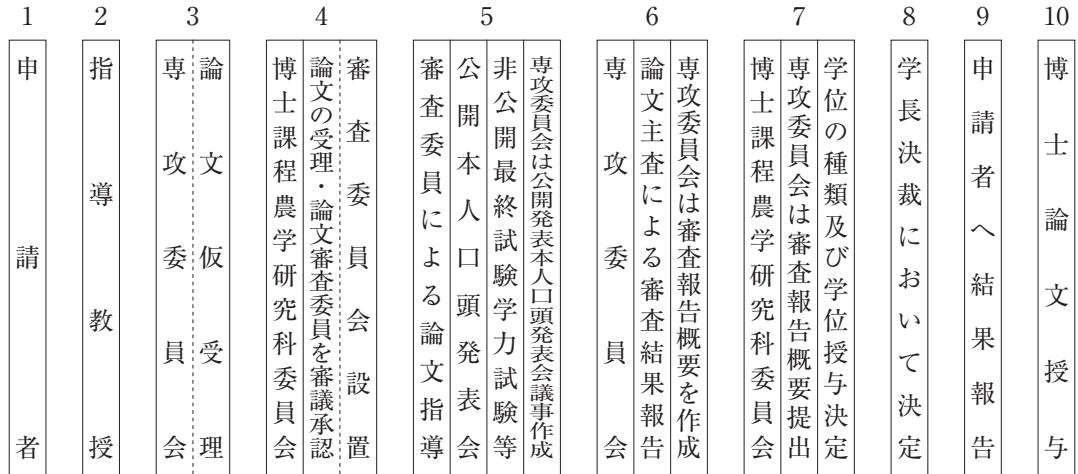 1
申請者
2
指導教授
3
専攻委員会
論文仮受理
4
博士課程農学研究科委員会
論文の受理・論文審査委員を審議承認
審査委員会設置
5
審査委員による論文指導
公開本人口頭発表会
非公開最終試験学力試験等
専攻委員会は公開発表本人口頭発表会議事作成
6
専攻委員会
論文主査による審査結果報告
専攻委員会は審査報告概要を作成
7
博士課程農学研究科委員会
専攻委員会は審査報告概要提出
学位の種類及び学位授与決定
8
学長決裁において決定
9
申請者へ結果報告
10
博士論文授与